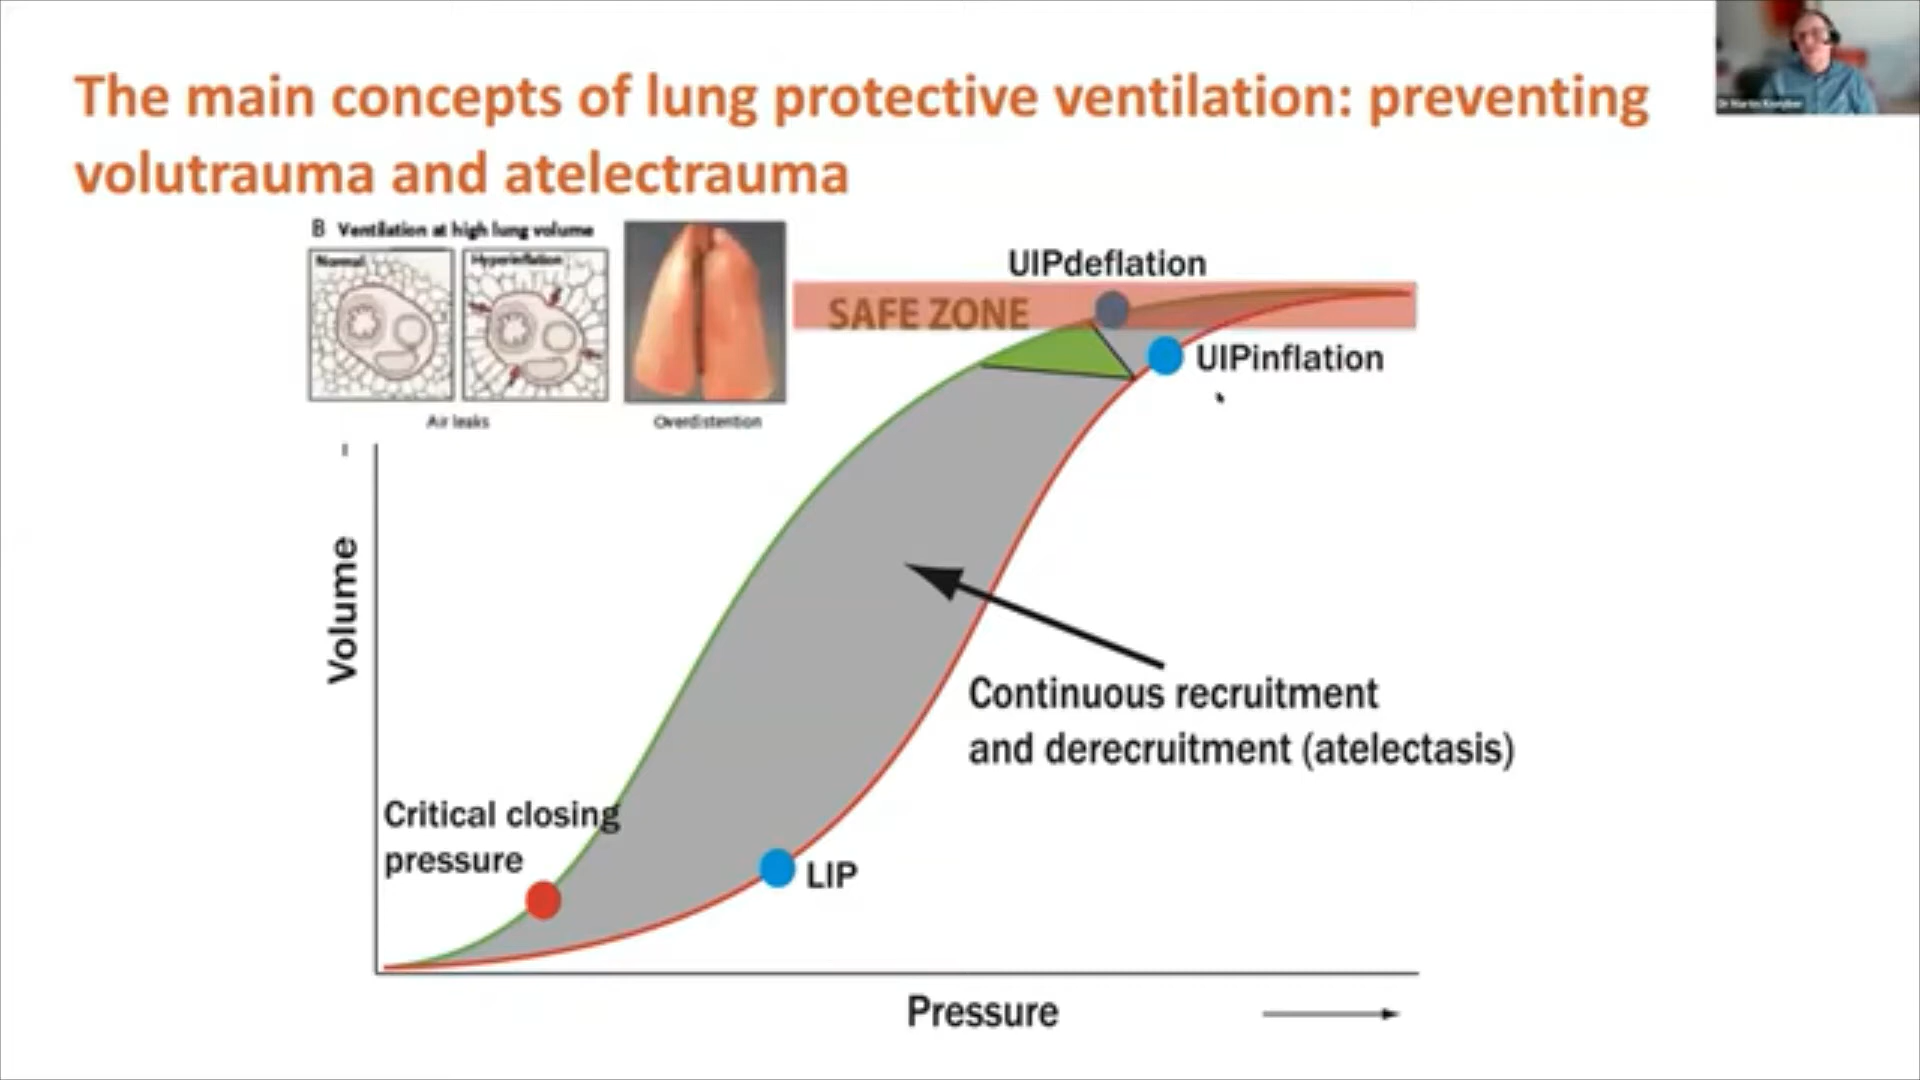 The main concepts of lung protective ventilation: preventing
volutrauma and atelectrauma
B Ventilation at high lung volume
Normal
Hyperinflation
Air leaks
Overdistention
UIPdeflation
SAFE ZONE
UIPinflation
Volume
Continuous recruitment
and derecruitment (atelectasis)
Critical closing
pressure
LIP
Pressure